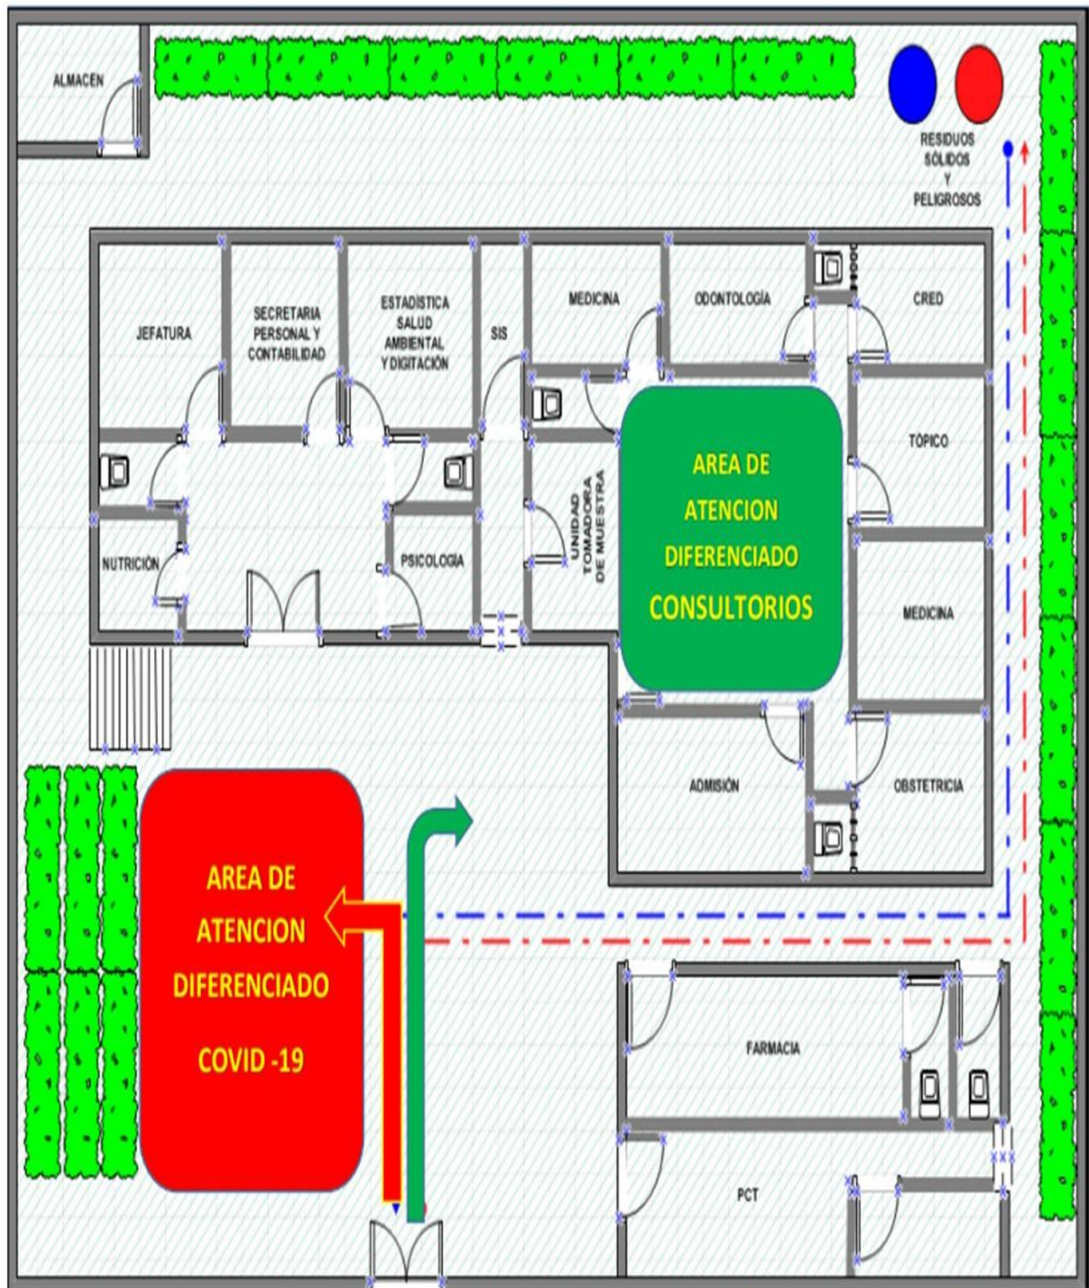 ALMACEN
RESIDUOS
SÓLIDOS
Y
PELIGROSOS
JEFATURA
SECRETARIA
PERSONAL Y
CONTABILIDAD
ESTADÍSTICA
SALUD
AMBIENTAL
Y DIGITACIÓN
SIS
MEDICINA
ODONTOLOGÍA
CRED
TÓPICO
NUTRICIÓN
PSICOLOGÍA
UNIDAD
TOMADORA
DE MUESTRA
AREA DE
ATENCION
DIFERENCIADO
CONSULTORIOS
MEDICINA
ADMISIÓN
OBSTETRICIA
AREA DE
ATENCION
DIFERENCIADO
COVID -19
FARMACIA
PCT